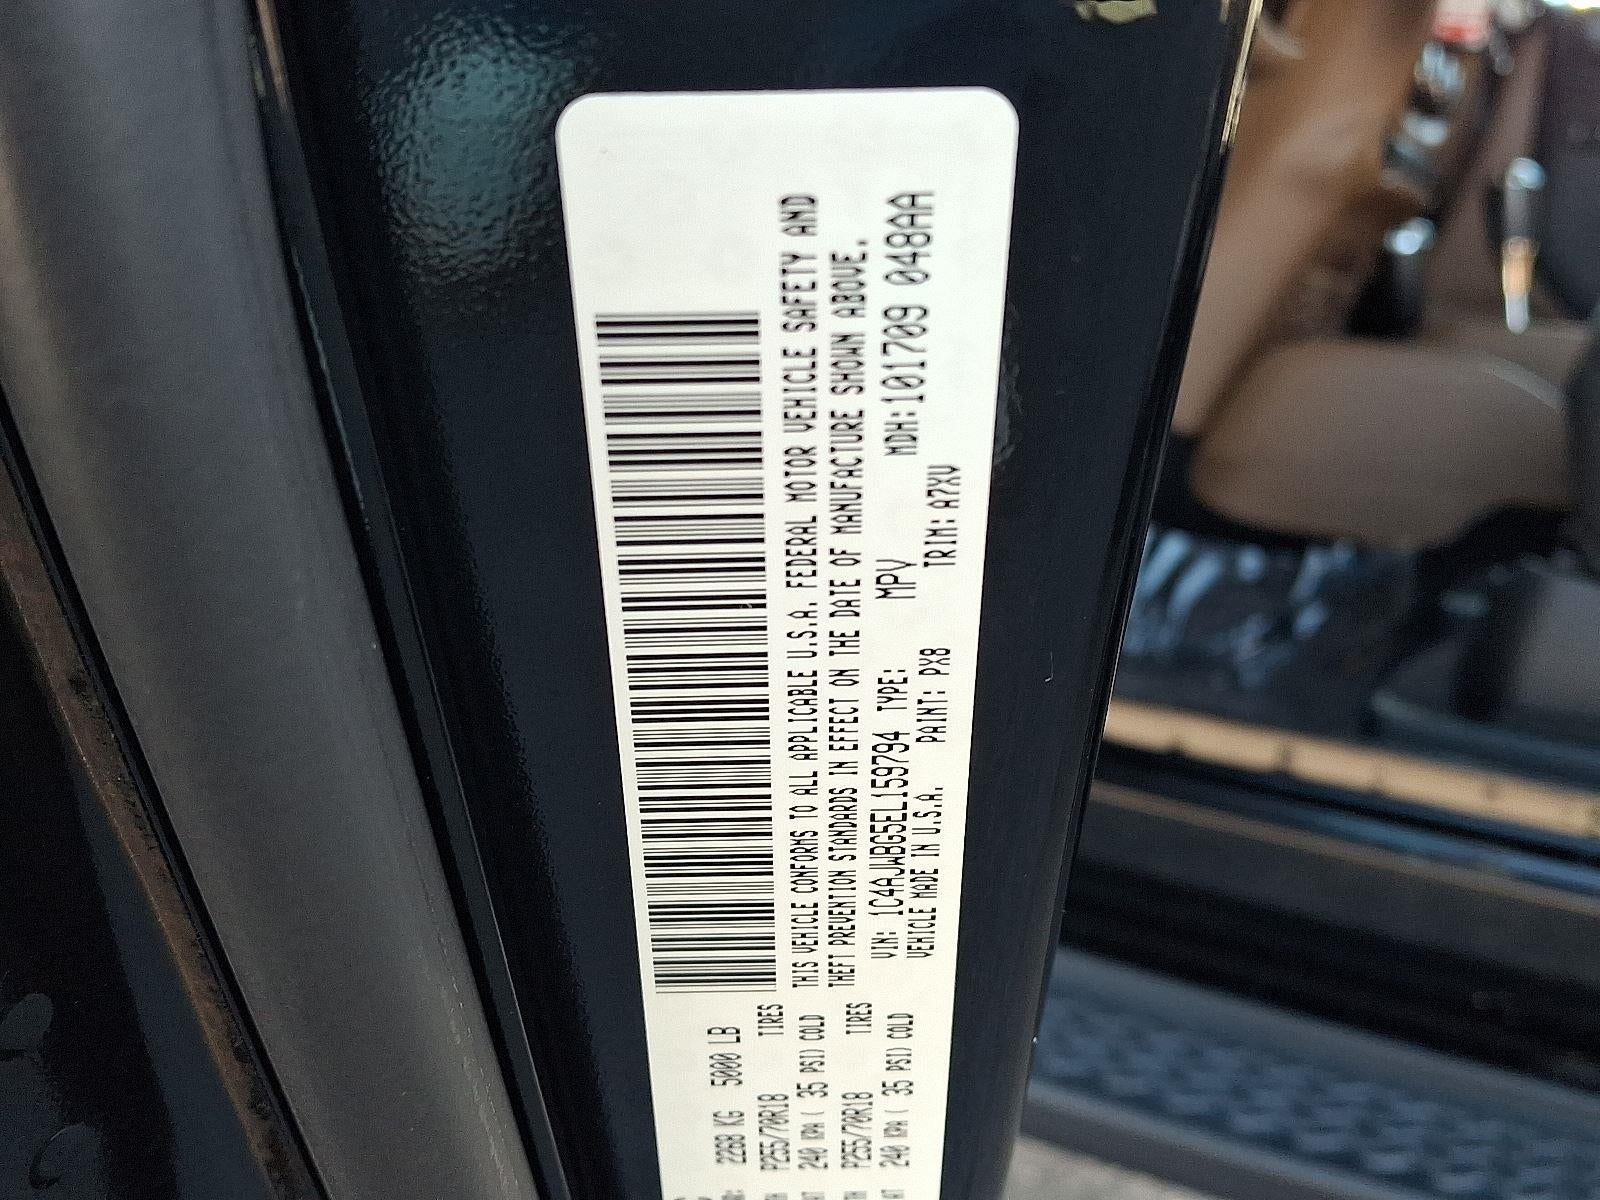 THIS VEHICLE CONFORMS TO ALL APPLICABLE U.S.A. FEDERAL MOTOR VEHICLE SAFETY AND
THEFT PREVENTION STANDARDS IN EFFECT ON THE DATE OF MANUFACTURE SHOWN ABOVE.
VIN: 1C4AJWBG5EL159794 TYPE: MPV MDH:101709 048AA
VEHICLE MADE IN U.S.A. PAINT: PX8 TRIM: A7XV
2268 KG 5000 LB
P255/70R18 TIRES
240 KPA ( 35 PSI) COLD
P255/70R18 TIRES
AT 240 KPA ( 35 PSI) COLD